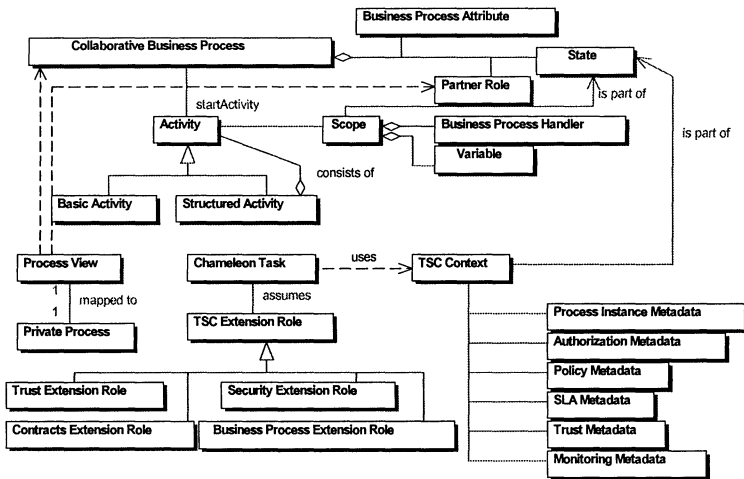 Business Process Attribute
Collaborative Business Process
State
Partner Role
is part of
startActivity
Activity
Scope
Business Process Handler
is part of
Variable
consists of
Basic Activity
Structured Activity
Process View
Chameleon Task
uses
TSC Context
1
mapped to
assumes
1
Private Process
TSC Extension Role
Process Instance Metadata
Authorization Metadata
Policy Metadata
Trust Extension Role
Security Extension Role
SLA Metadata
Contracts Extension Role
Business Process Extension Role
Trust Metadata
Monitoring Metadata